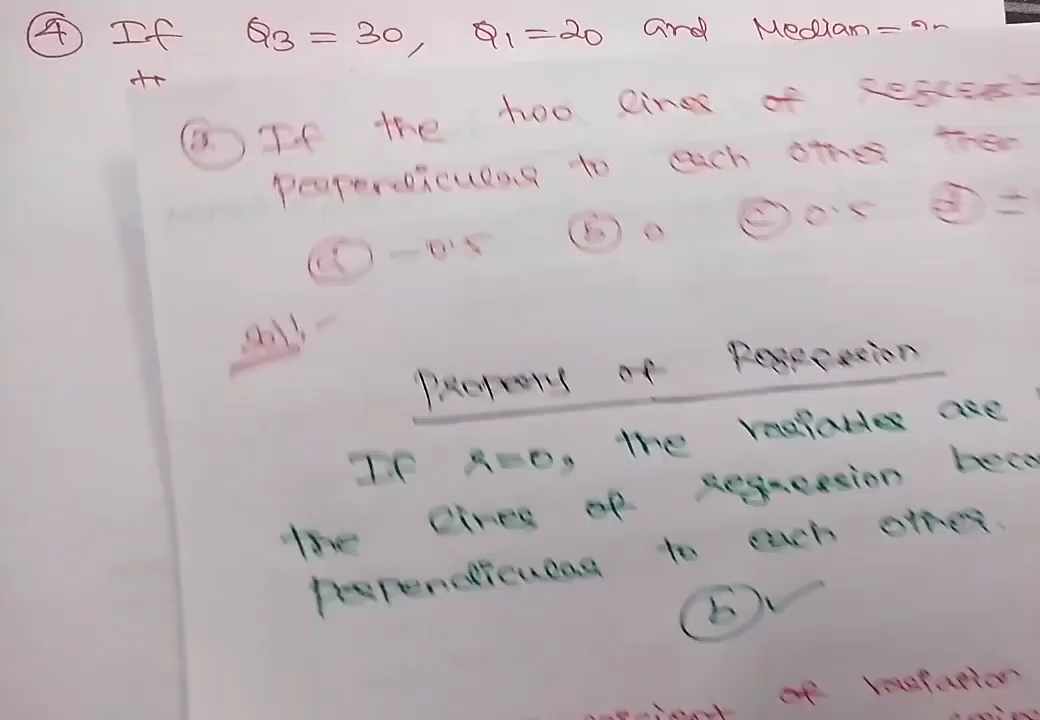 ④ If Q3 = 30, Q1 = 20 and Median =
If the two lines of
perpendicular to each other then
-0.5 ⓑ 0 ⓒ 0.5 ⓓ =
Property of Regression
If r=0, the variables are
the lines of regression
perpendicular to each other.
ⓑ ✓
of variation